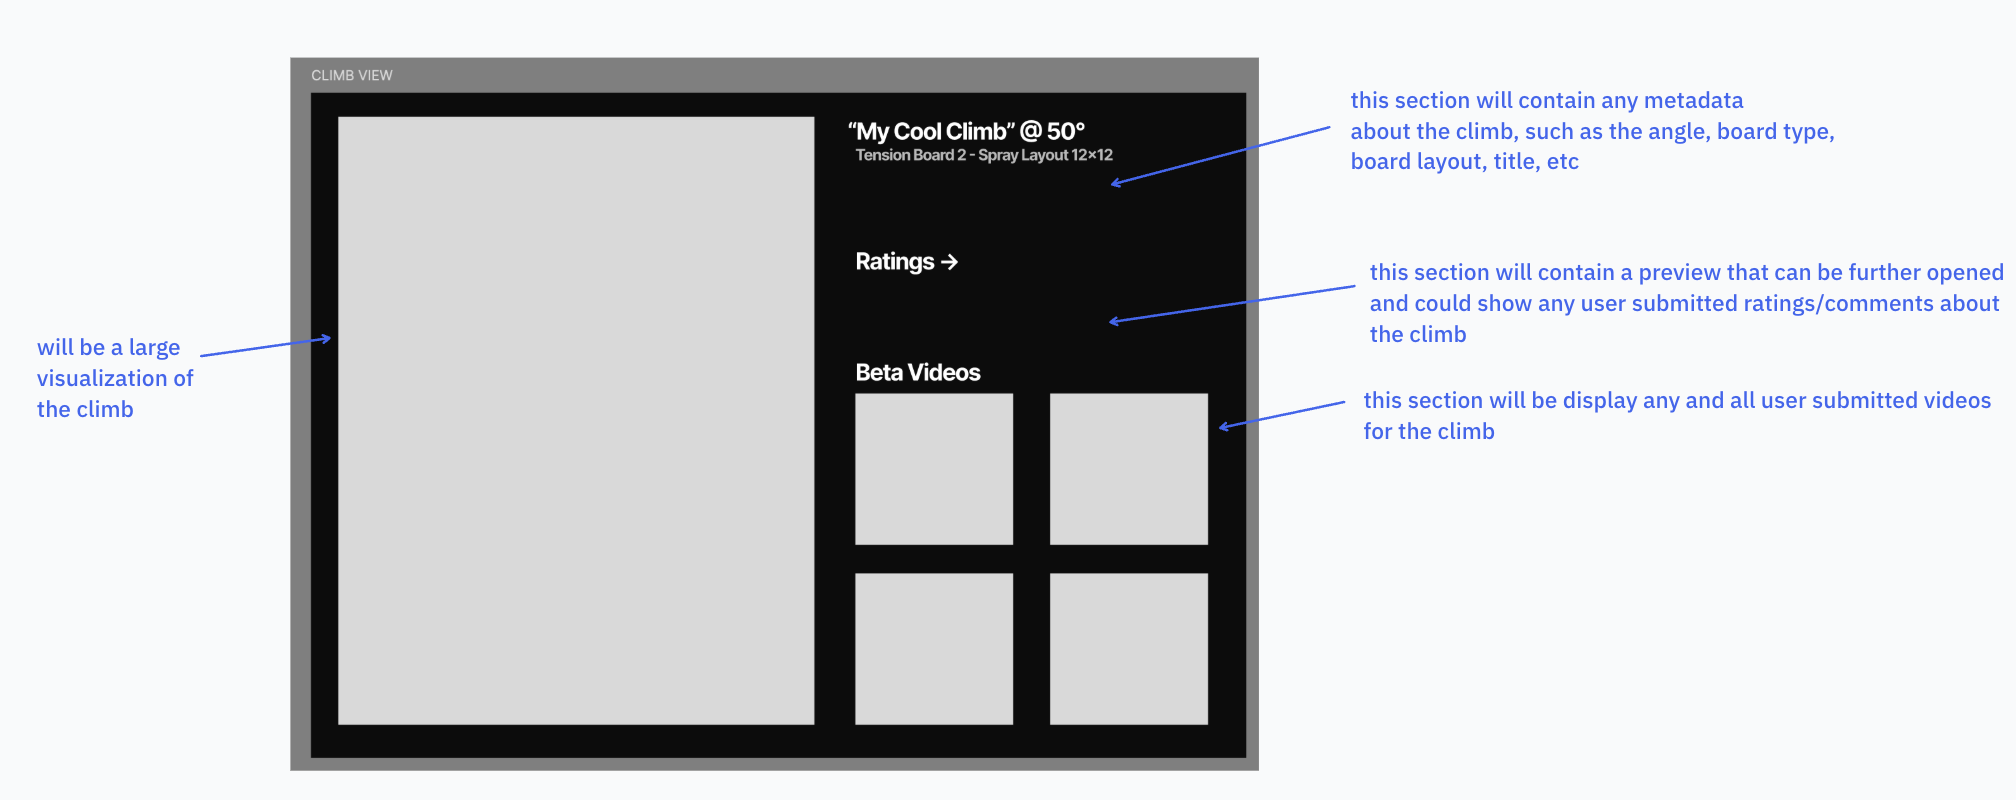 CLIMB VIEW
“My Cool Climb” @ 50°
Tension Board 2 - Spray Layout 12×12
Ratings →
Beta Videos
will be a large
visualization of
the climb
this section will contain any metadata
about the climb, such as the angle, board type,
board layout, title, etc
this section will contain a preview that can be further opened
and could show any user submitted ratings/comments about
the climb
this section will be display any and all user submitted videos
for the climb